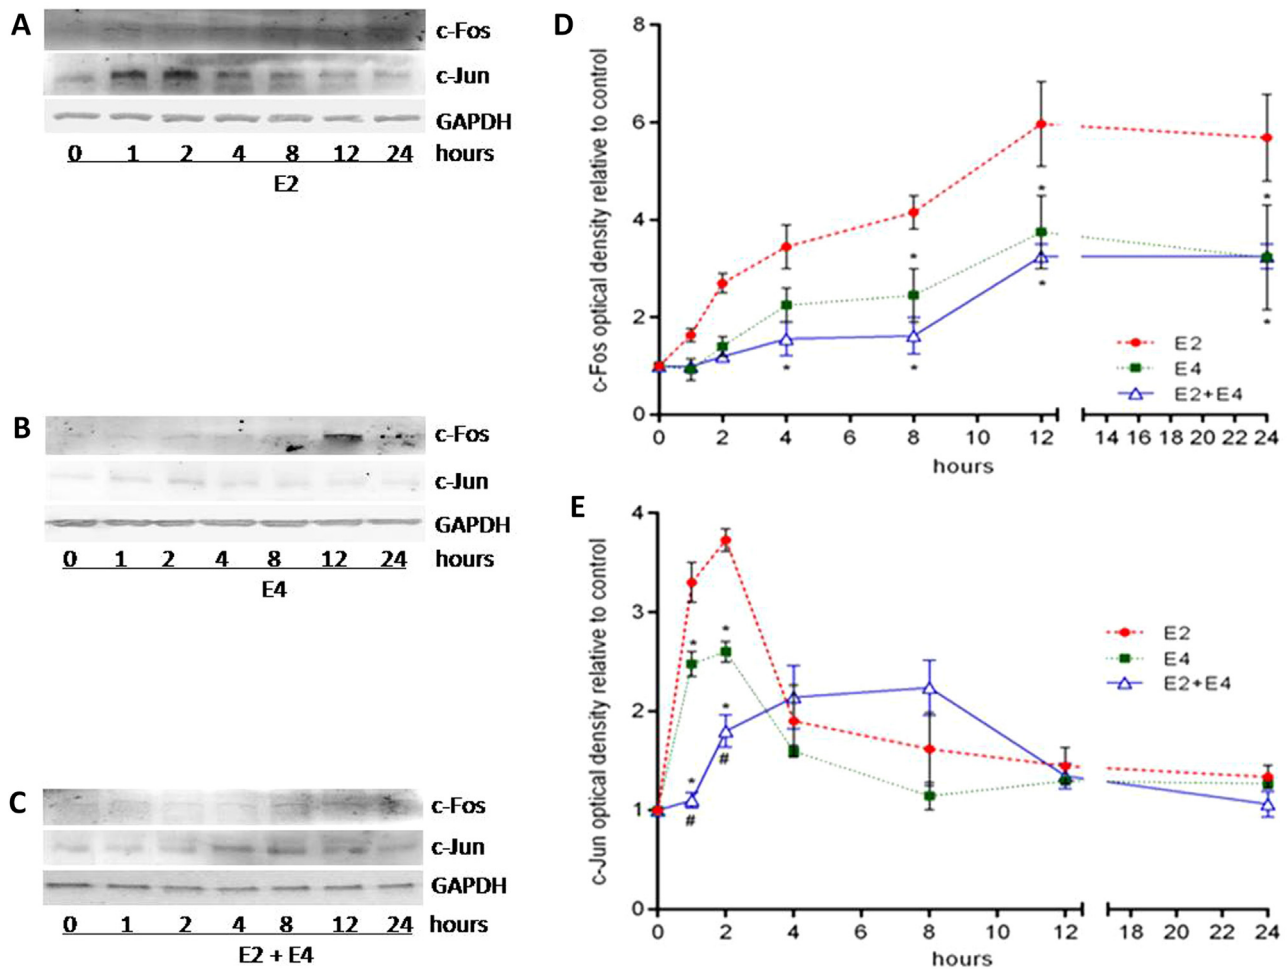 A
c-Fos
c-Jun
GAPDH
0 1 2 4 8 12 24 hours
E2
B
c-Fos
c-Jun
GAPDH
0 1 2 4 8 12 24 hours
E4
C
c-Fos
c-Jun
GAPDH
0 1 2 4 8 12 24 hours
E2 + E4
D
c-Fos optical density relative to control
8
6
4
2
0
* * * * * * *
E2
E4
E2+E4
0 2 4 6 8 10 12 14 16 18 20 22 24
hours
E
c-Jun optical density relative to control
4
3
2
1
0
* * * *
# #
E2
E4
E2+E4
0 2 4 6 8 10 12 18 20 22 24
hours